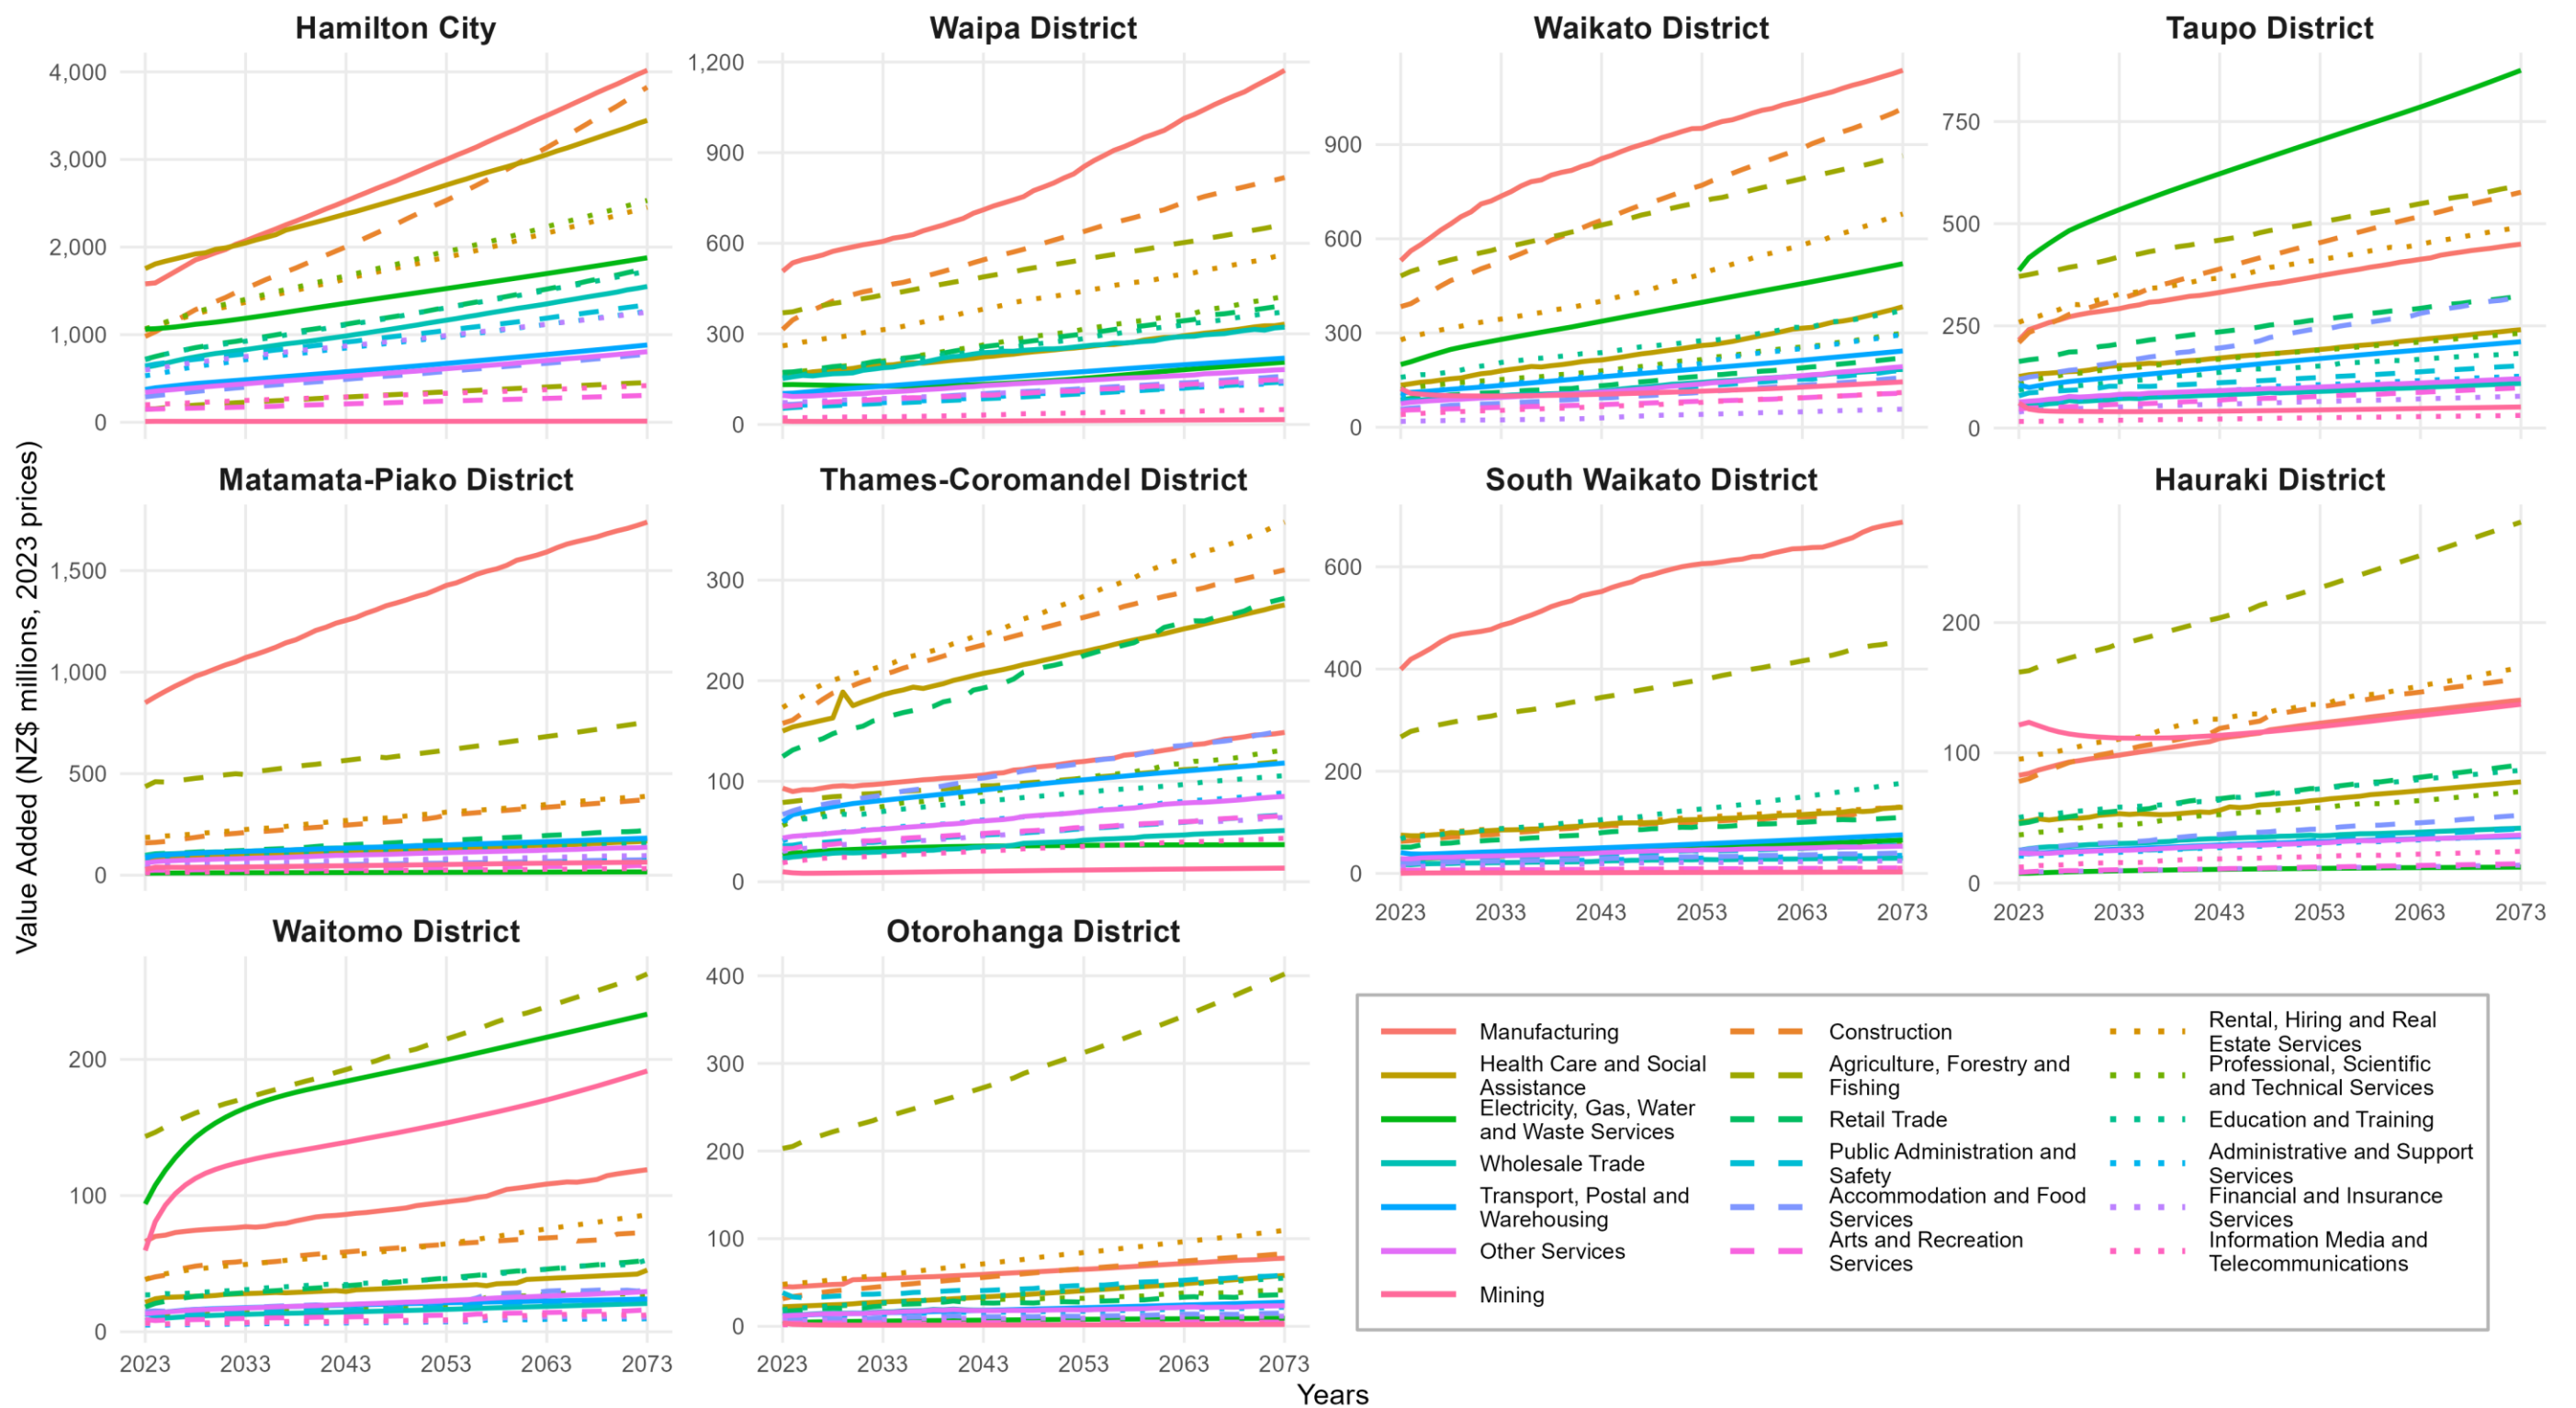 Hamilton City
Waipa District
Waikato District
Taupo District
4,000
3,000
2,000
1,000
0
1,200
900
600
300
0
900
600
300
0
750
500
250
0
Value Added (NZ$ millions, 2023 prices)
Matamata-Piako District
Thames-Coromandel District
South Waikato District
Hauraki District
1,500
1,000
500
0
300
200
100
0
600
400
200
0
200
100
0
2023 2033 2043 2053 2063 2073
2023 2033 2043 2053 2063 2073
Waitomo District
Otorohanga District
200
100
0
400
300
200
100
0
2023 2033 2043 2053 2063 2073
2023 2033 2043 2053 2063 2073
Years
Manufacturing
Health Care and Social
Assistance
Electricity, Gas, Water
and Waste Services
Wholesale Trade
Transport, Postal and
Warehousing
Other Services
Mining
Construction
Agriculture, Forestry and
Fishing
Retail Trade
Public Administration and
Safety
Accommodation and Food
Services
Arts and Recreation
Services
Rental, Hiring and Real
Estate Services
Professional, Scientific
and Technical Services
Education and Training
Administrative and Support
Services
Financial and Insurance
Services
Information Media and
Telecommunications